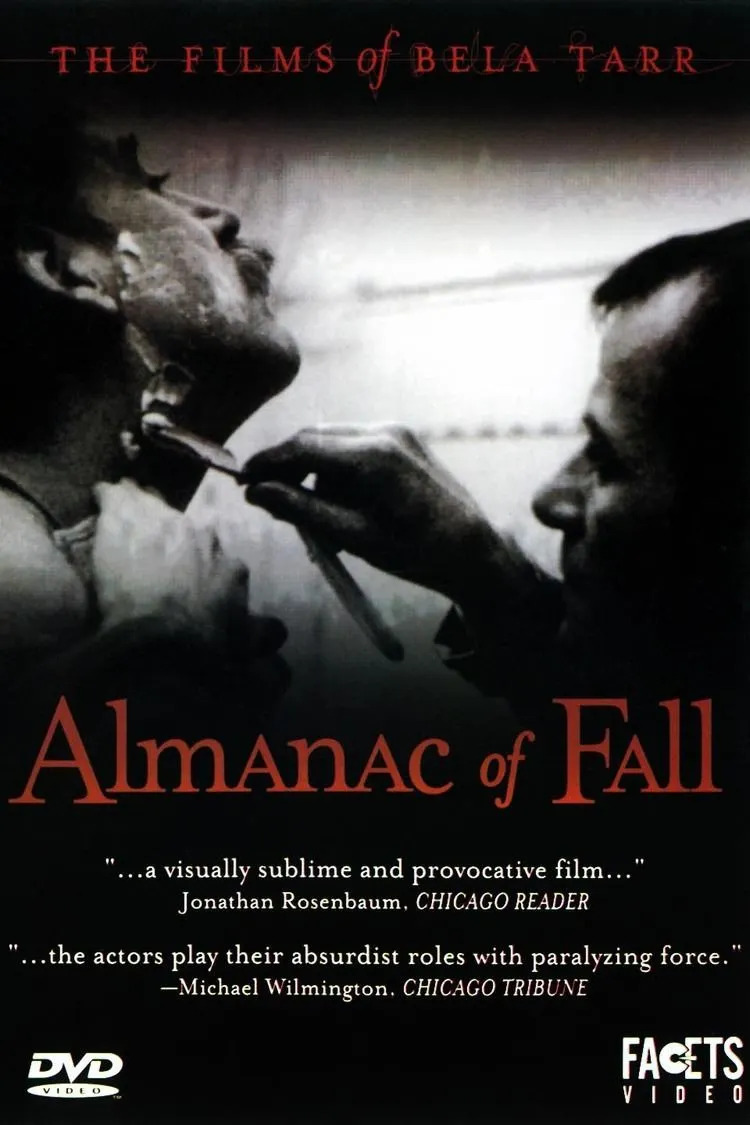 THE FILMS of BELA TARR
Almanac of Fall
"...a visually sublime and provocative film..."
Jonathan Rosenbaum, CHICAGO READER
"...the actors play their absurdist roles with paralyzing force."
—Michael Wilmington, CHICAGO TRIBUNE
DVD
VIDEO
TM
FACETS
VIDEO